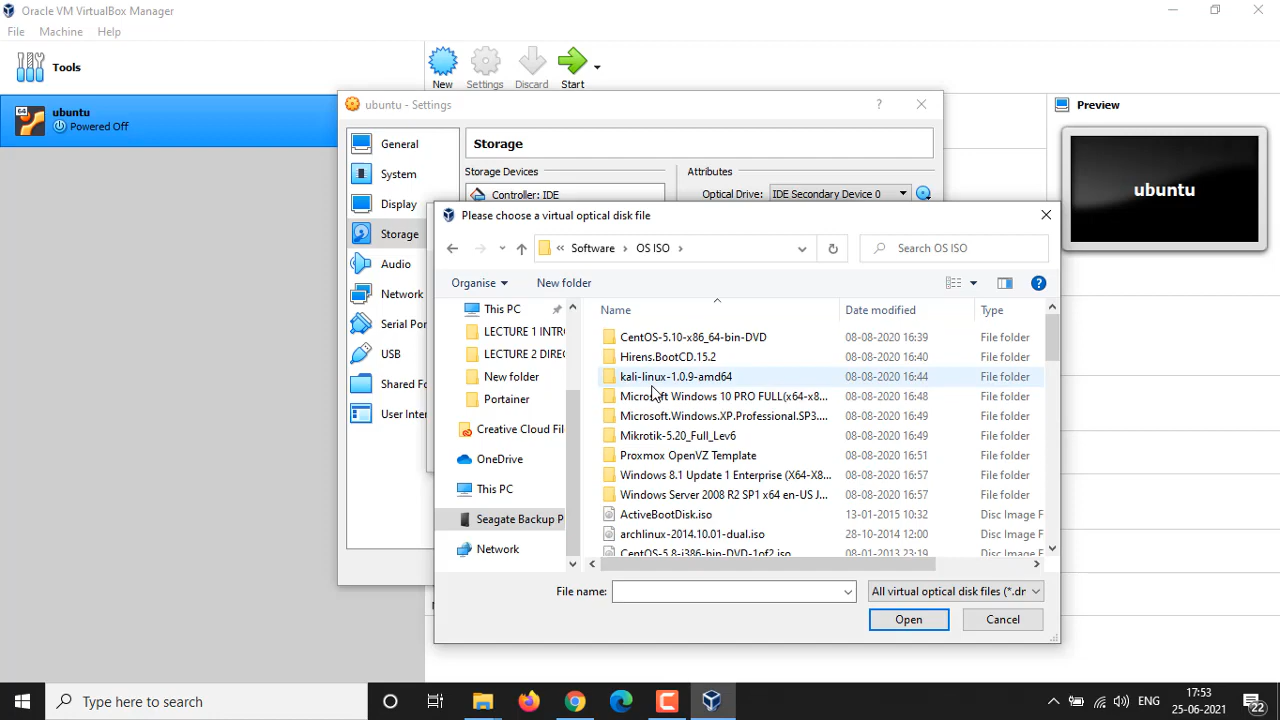 Oracle VM VirtualBox Manager
File Machine Help
Tools
New Settings Discard Start
64
ubuntu
Powered Off
ubuntu - Settings
?
Preview
ubuntu
General
System
Display
Storage
Audio
Network
Serial Por
USB
Shared Fo
User Inter
Storage
Storage Devices
Controller: IDE
Attributes
Optical Drive: IDE Secondary Device 0
Please choose a virtual optical disk file
« Software › OS ISO ›
Search OS ISO
Organise New folder
?
This PC
LECTURE 1 INTR
LECTURE 2 DIREC
New folder
Portainer
Creative Cloud Fil
OneDrive
This PC
Seagate Backup P
Network
Name Date modified Type
CentOS-5.10-x86_64-bin-DVD 08-08-2020 16:39 File folder
Hirens.BootCD.15.2 08-08-2020 16:40 File folder
kali-linux-1.0.9-amd64 08-08-2020 16:44 File folder
Microsoft Windows 10 PRO FULL(x64-x8... 08-08-2020 16:48 File folder
Microsoft.Windows.XP.Professional.SP3.... 08-08-2020 16:49 File folder
Mikrotik-5.20_Full_Lev6 08-08-2020 16:49 File folder
Proxmox OpenVZ Template 08-08-2020 16:51 File folder
Windows 8.1 Update 1 Enterprise (X64-X8... 08-08-2020 16:57 File folder
Windows Server 2008 R2 SP1 x64 en-US J... 08-08-2020 16:57 File folder
ActiveBootDisk.iso 13-01-2015 10:32 Disc Image F
archlinux-2014.10.01-dual.iso 28-10-2014 12:00 Disc Image F
CentOS-5.8-i386-bin-DVD-1of2.iso 08-01-2013 23:19 Disc Image F
File name:
All virtual optical disk files (*.dr
Open Cancel
Type here to search
ENG
17:53
25-06-2021
22